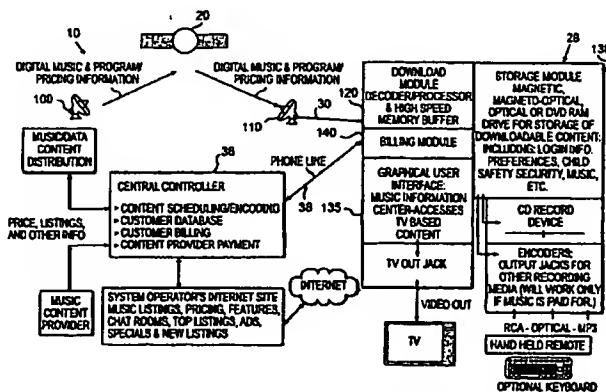 10
20
DIGITAL MUSIC & PROGRAM/
PRICING INFORMATION
DIGITAL MUSIC & PROGRAM/
PRICING INFORMATION
100
110
30
MUSIC/DATA
CONTENT
DISTRIBUTION
36
CENTRAL CONTROLLER
CONTENT SCHEDULING/ENCODING
CUSTOMER DATABASE
CUSTOMER BILLING
CONTENT PROVIDER PAYMENT
PRICE, LISTINGS,
AND OTHER INFO
MUSIC CONTENT
PROVIDER
SYSTEM OPERATOR'S INTERNET SITE
MUSIC LISTINGS, PRICING, FEATURES,
CHAT ROOMS, TOP LISTINGS, ADS,
SPECIALS & NEW LISTINGS
INTERNET
PHONE LINE
38
120
140
135
DOWNLOAD
MODULE
DECODER/PROCESSOR
& HIGH SPEED
MEMORY BUFFER
BILLING MODULE
GRAPHICAL USER
INTERFACE:
MUSIC INFORMATION
CENTER-ACCESSES
TV BASED
CONTENT
TV OUT JACK
VIDEO OUT
TV
28
130
STORAGE MODULE
MAGNETIC,
MAGNETO-OPTICAL,
OPTICAL OR DVD RAM
DRIVE FOR STORAGE OF
DOWNLOADABLE CONTENT:
INCLUDING: LOGIN INFO.
PREFERENCES, CHILD
SAFETY SECURITY, MUSIC,
ETC.
CD RECORD
DEVICE
ENCODERS:
OUTPUT JACKS FOR
OTHER RECORDING
MEDIA (WILL WORK ONLY
IF MUSIC IS PAID FOR.)
RCA - OPTICAL - MP3
HAND HELD REMOTE
OPTIONAL KEYBOARD